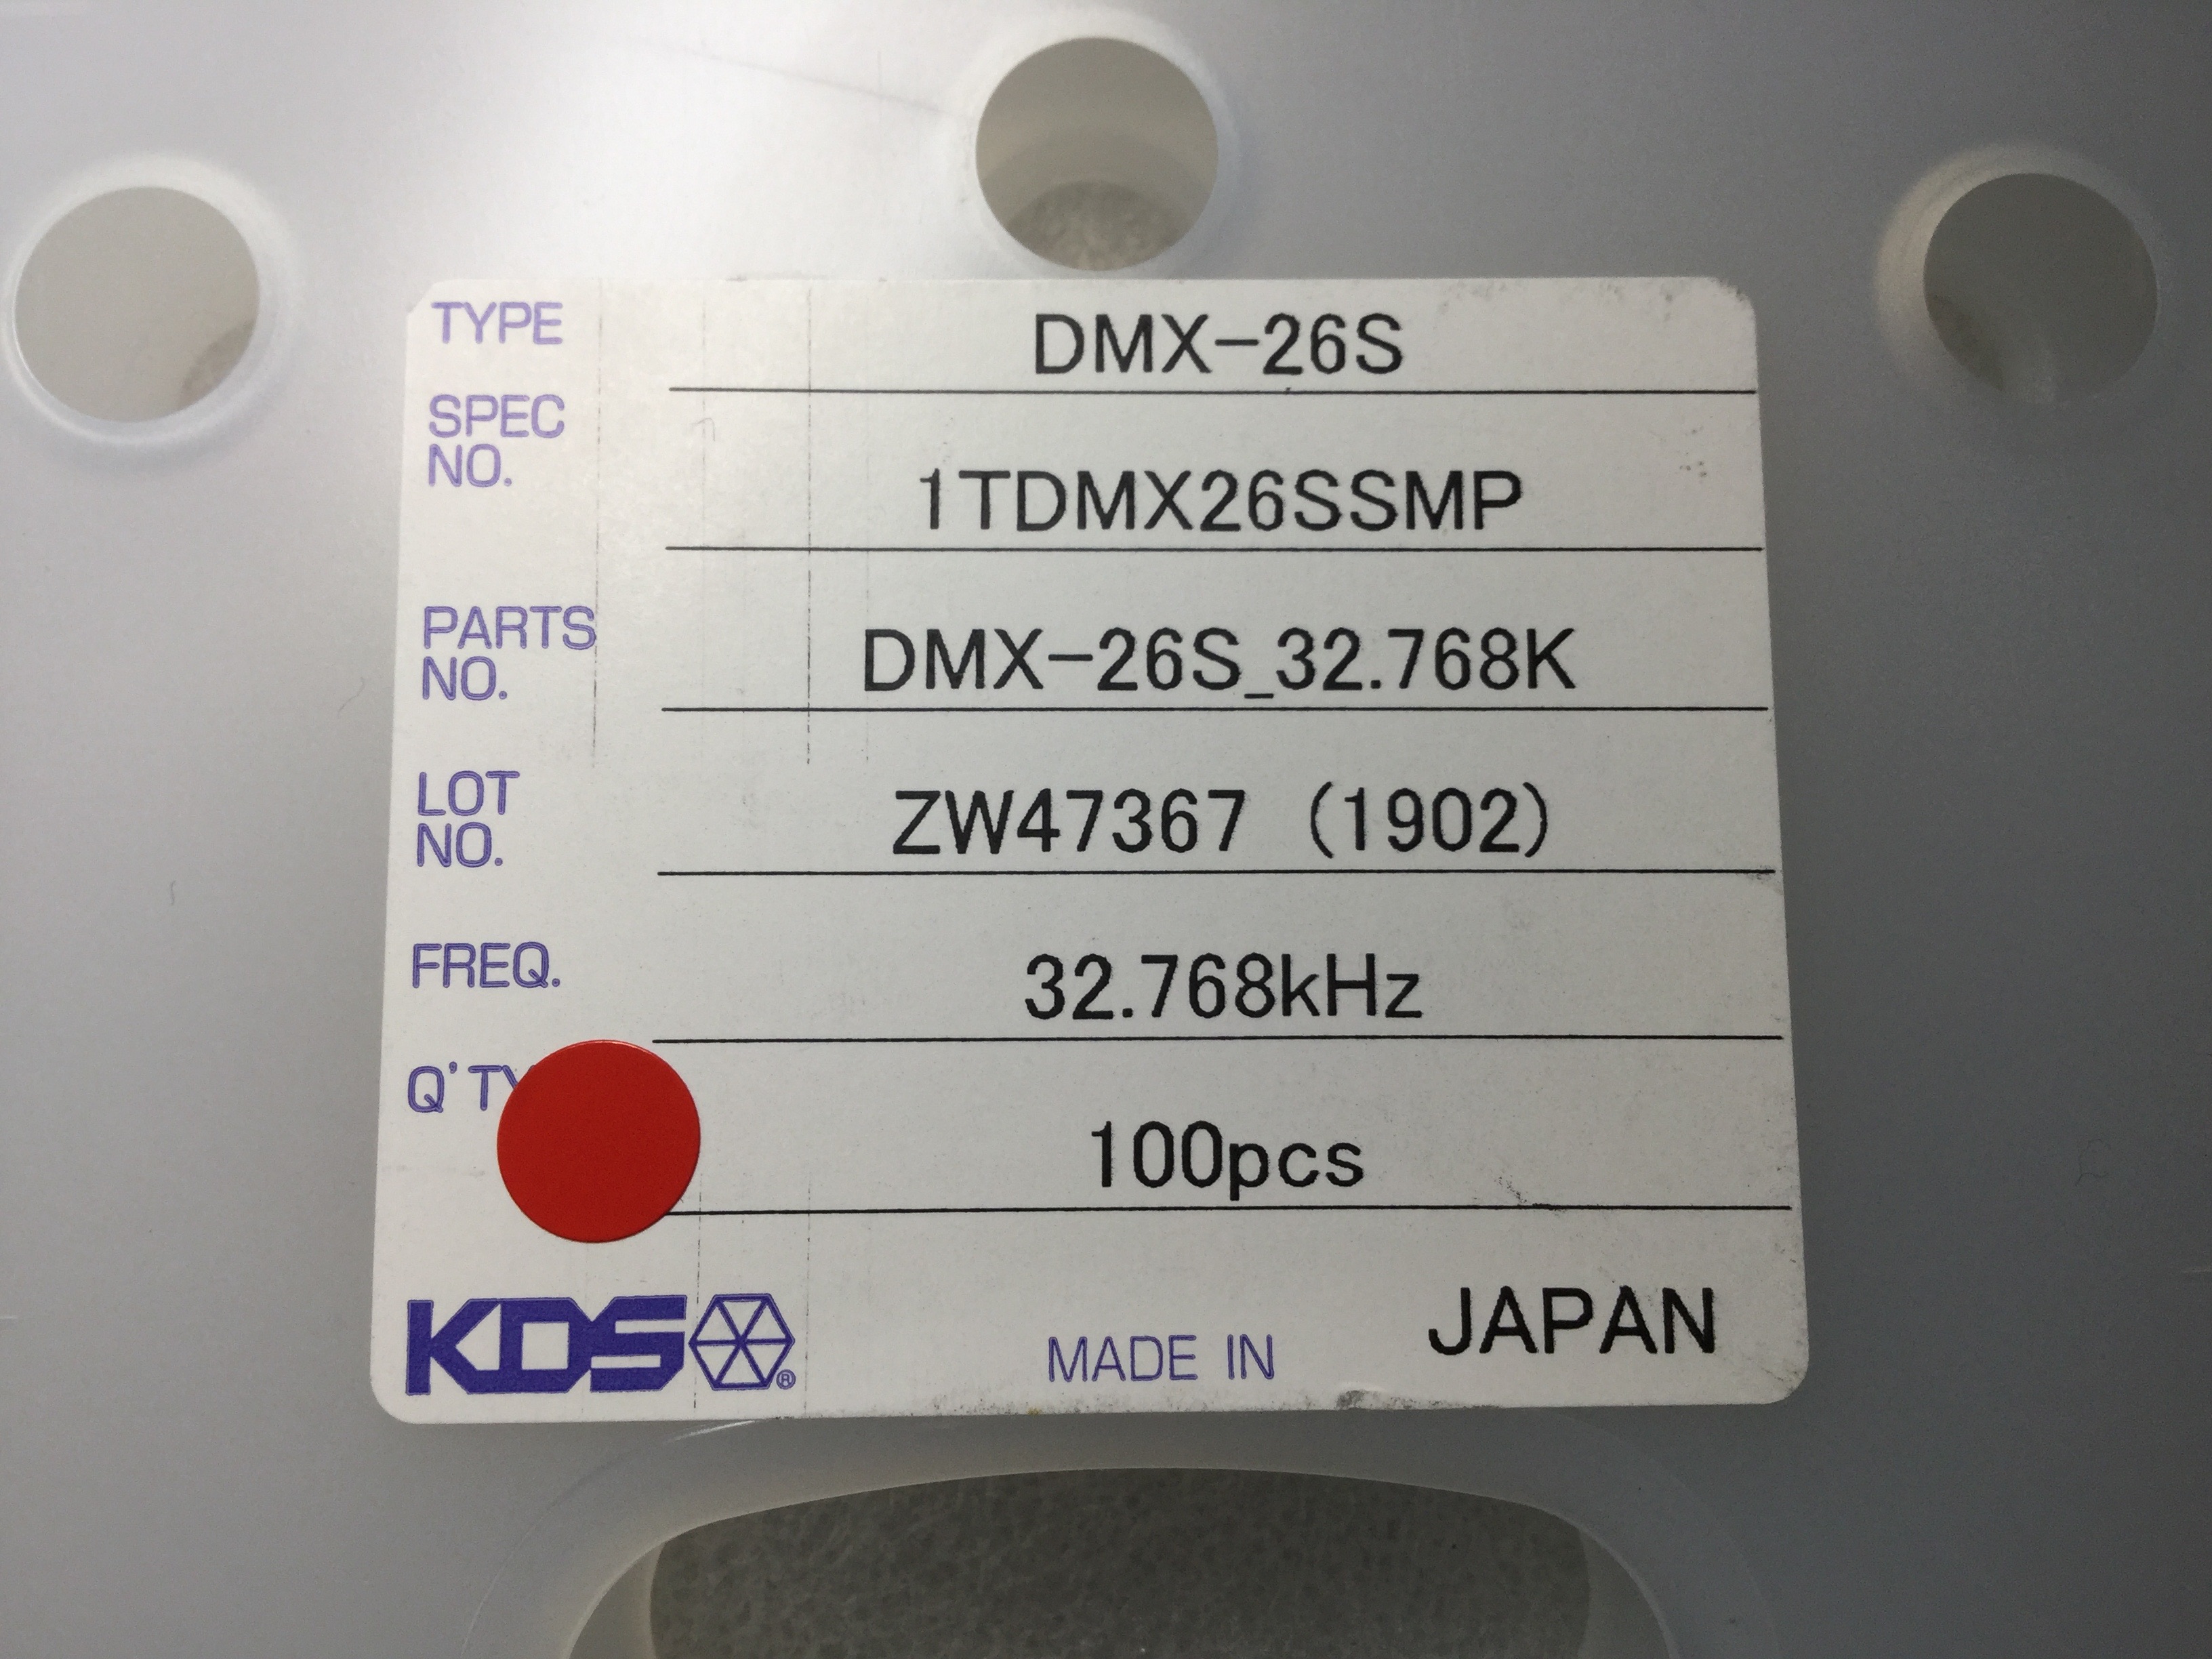 TYPE DMX-26S
SPEC
NO. 1TDMX26SSMP
PARTS
NO. DMX-26S_32.768K
LOT
NO. ZW47367 (1902)
FREQ. 32.768kHz
Q'TY 100pcs
KDS ® MADE IN JAPAN